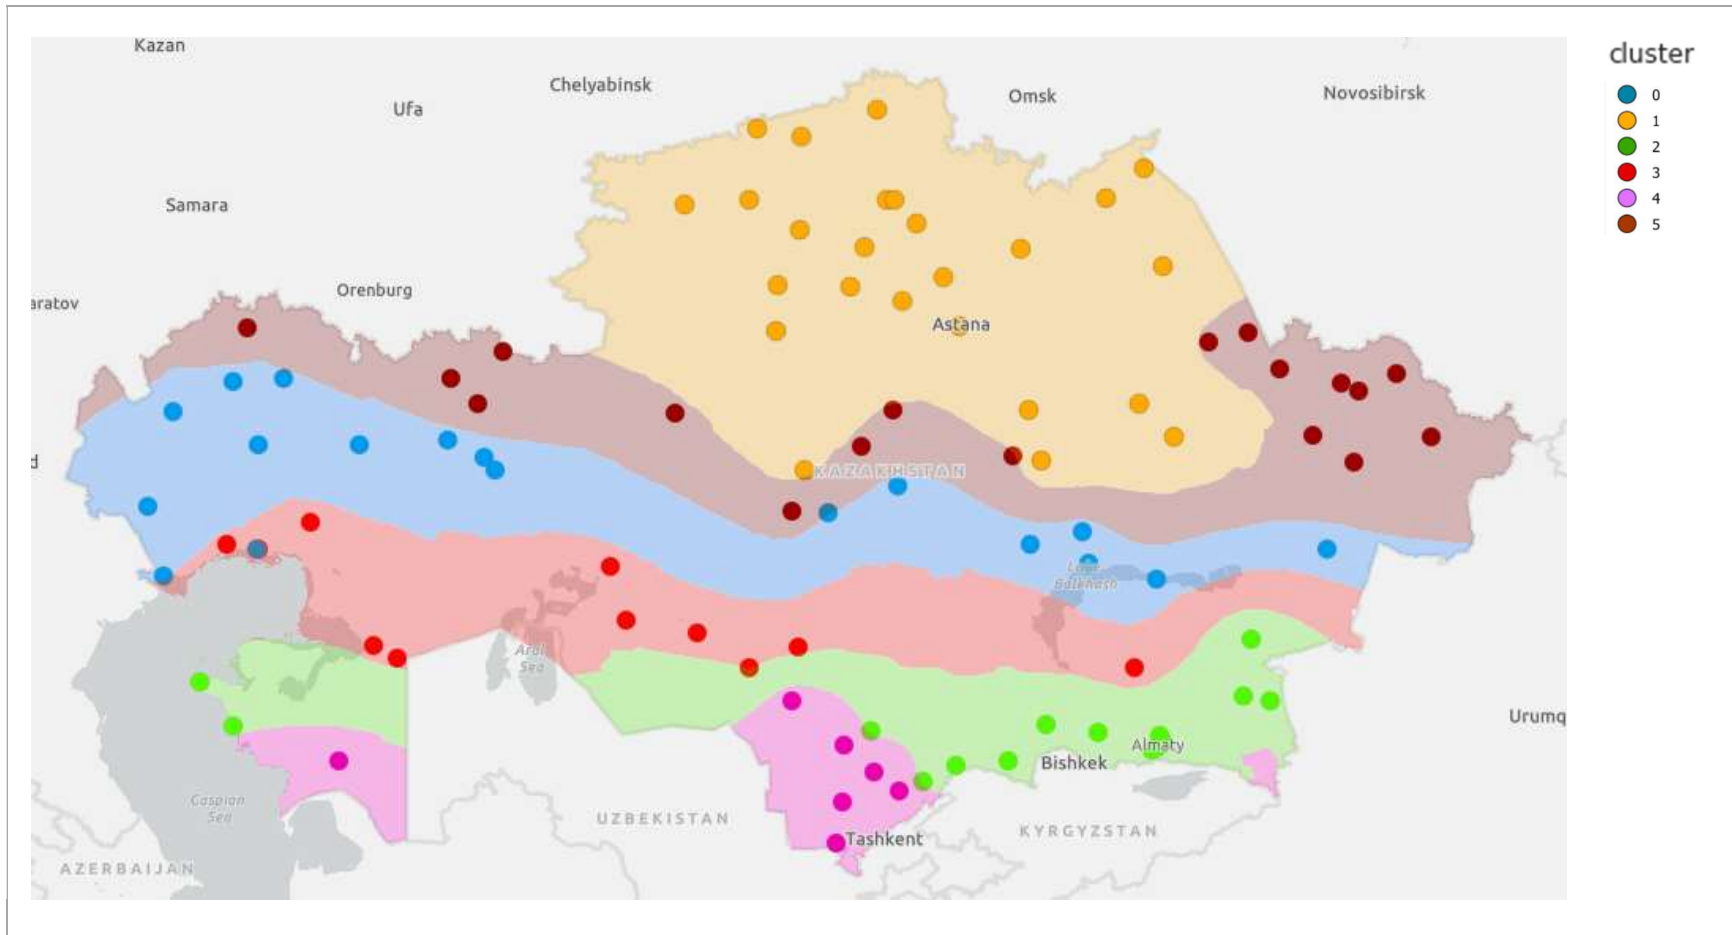 Kazan
Chelyabinsk
Omsk
Novosibirsk
Ufa
Samara
Orenburg
aratov
Astana
d
KAZAKHSTAN
Lake
Balkhash
Aral
Sea
Urumq
Almaty
Bishkek
Caspian
Sea
UZBEKISTAN
KYRGYZSTAN
Tashkent
AZERBAIJAN
cluster
0
1
2
3
4
5